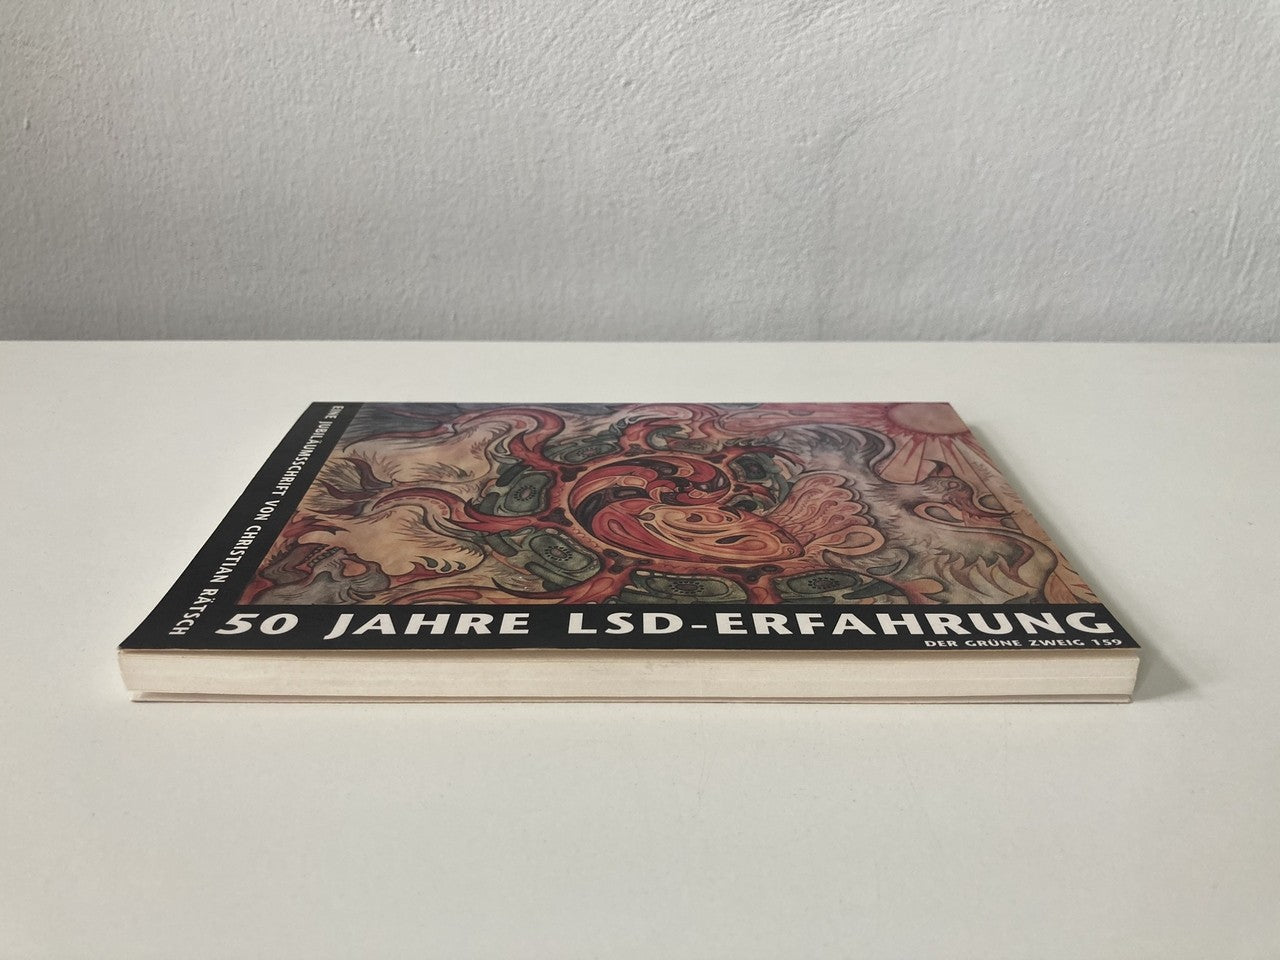 EINE JUBILÄUMSSCHRIFT VON CHRISTIAN RÄTSCH
50 JAHRE LSD-ERFAHRUNG
DER GRÜNE ZWEIG 159